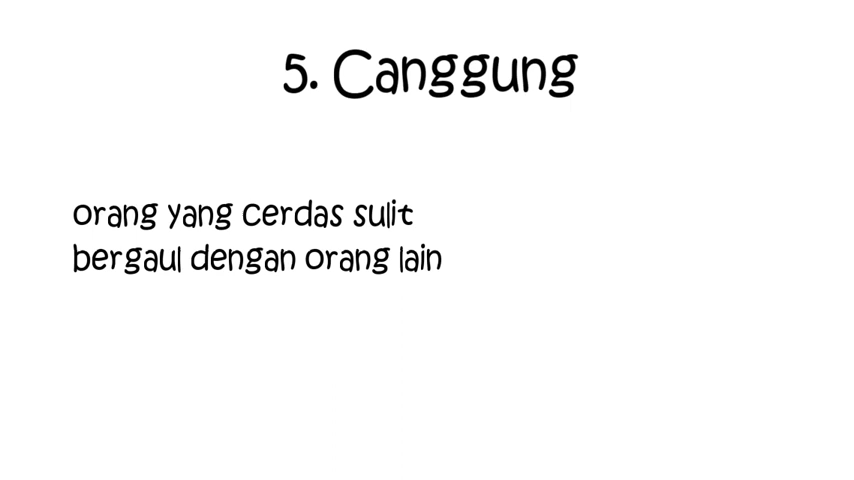 5. Canggung
orang yang cerdas sulit
bergaul dengan orang lain